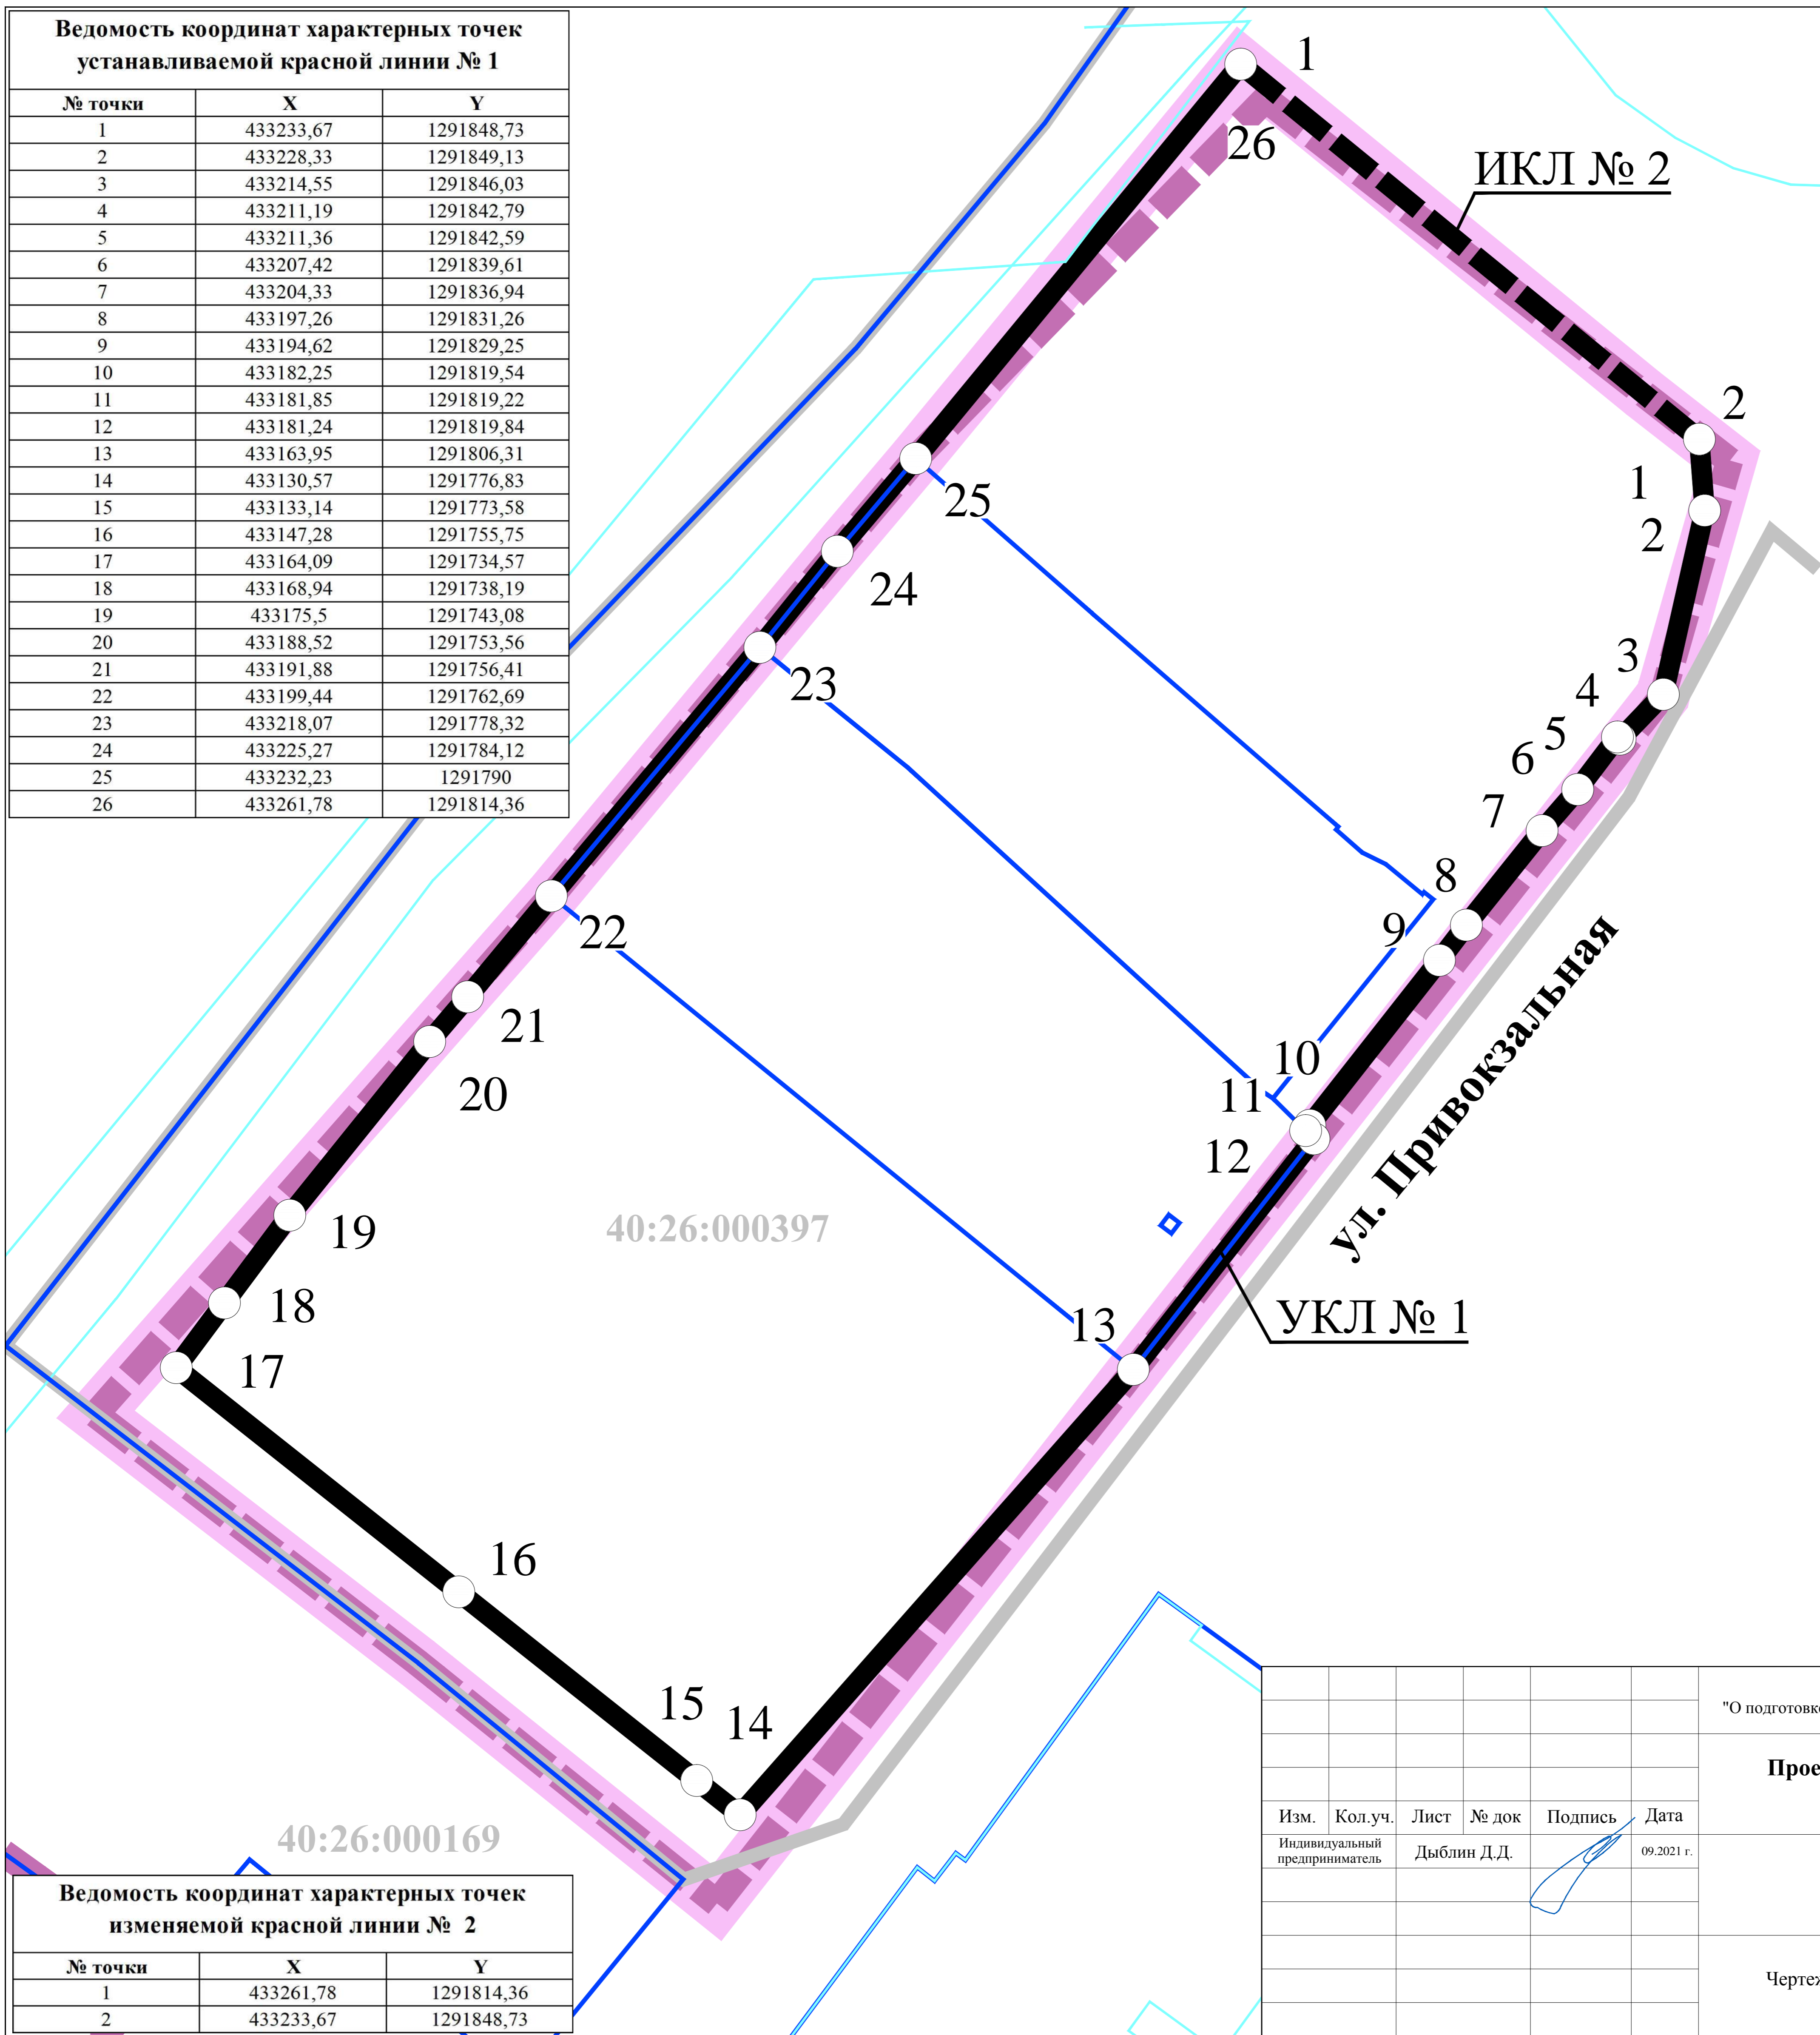 Ведомость координат характерных точек
устанавливаемой красной линии № 1
№ точки X Y
1 433233,67 1291848,73
2 433228,33 1291849,13
3 433214,55 1291846,03
4 433211,19 1291842,79
5 433211,36 1291842,59
6 433207,42 1291839,61
7 433204,33 1291836,94
8 433197,26 1291831,26
9 433194,62 1291829,25
10 433182,25 1291819,54
11 433181,85 1291819,22
12 433181,24 1291819,84
13 433163,95 1291806,31
14 433130,57 1291776,83
15 433133,14 1291773,58
16 433147,28 1291755,75
17 433164,09 1291734,57
18 433168,94 1291738,19
19 433175,5 1291743,08
20 433188,52 1291753,56
21 433191,88 1291756,41
22 433199,44 1291762,69
23 433218,07 1291778,32
24 433225,27 1291784,12
25 433232,23 1291790
26 433261,78 1291814,36
1
26
ИКЛ № 2
2
1
2
25
24
3
4
23
5
6
7
8
22
9
ул. Привокзальная
21
10
20
11
12
19
40:26:000397
18
13
УКЛ № 1
17
16
15
14
40:26:000169
Ведомость координат характерных точек
изменяемой красной линии № 2
№ точки X Y
1 433261,78 1291814,36
2 433233,67 1291848,73
"О подготовк
Прое
Изм. Кол.уч. Лист № док Подпись Дата
Индивидуальный
предприниматель
Дыблин Д.Д.
09.2021 г.
Черте